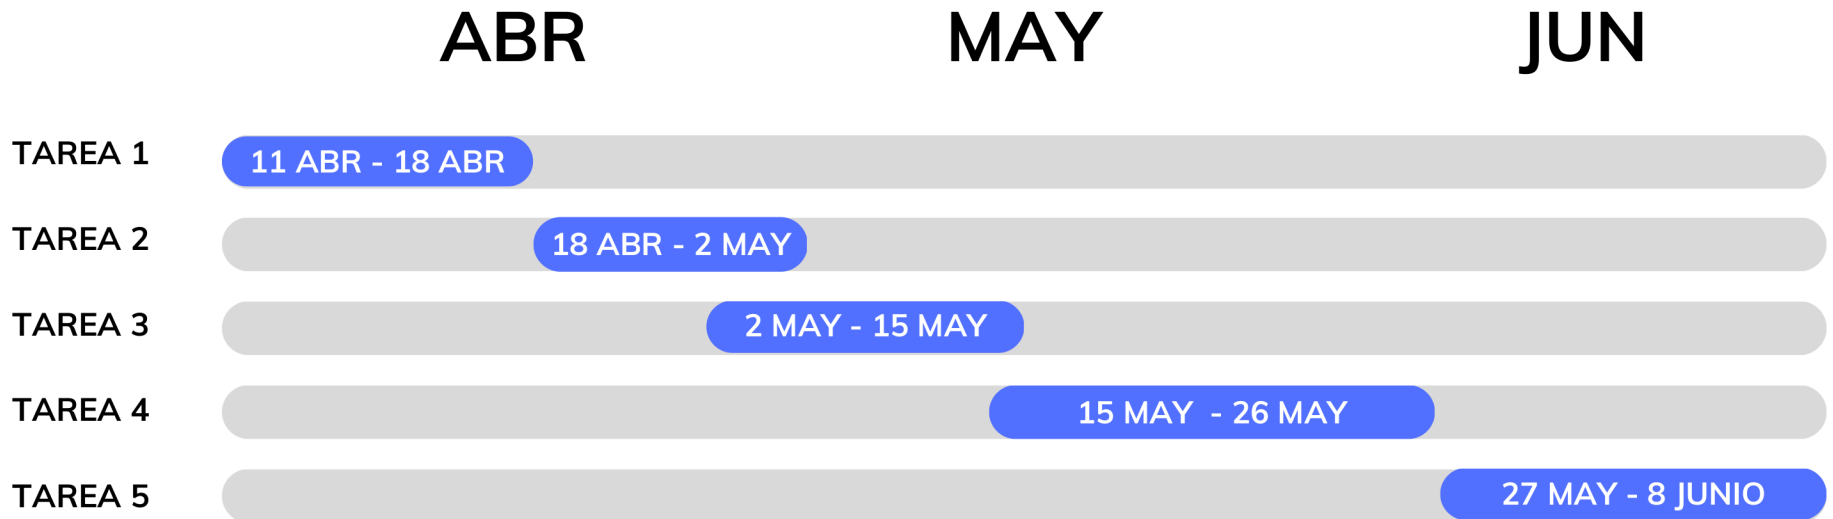 ABR MAY JUN
TAREA 1 11 ABR - 18 ABR
TAREA 2 18 ABR - 2 MAY
TAREA 3 2 MAY - 15 MAY
TAREA 4 15 MAY - 26 MAY
TAREA 5 27 MAY - 8 JUNIO